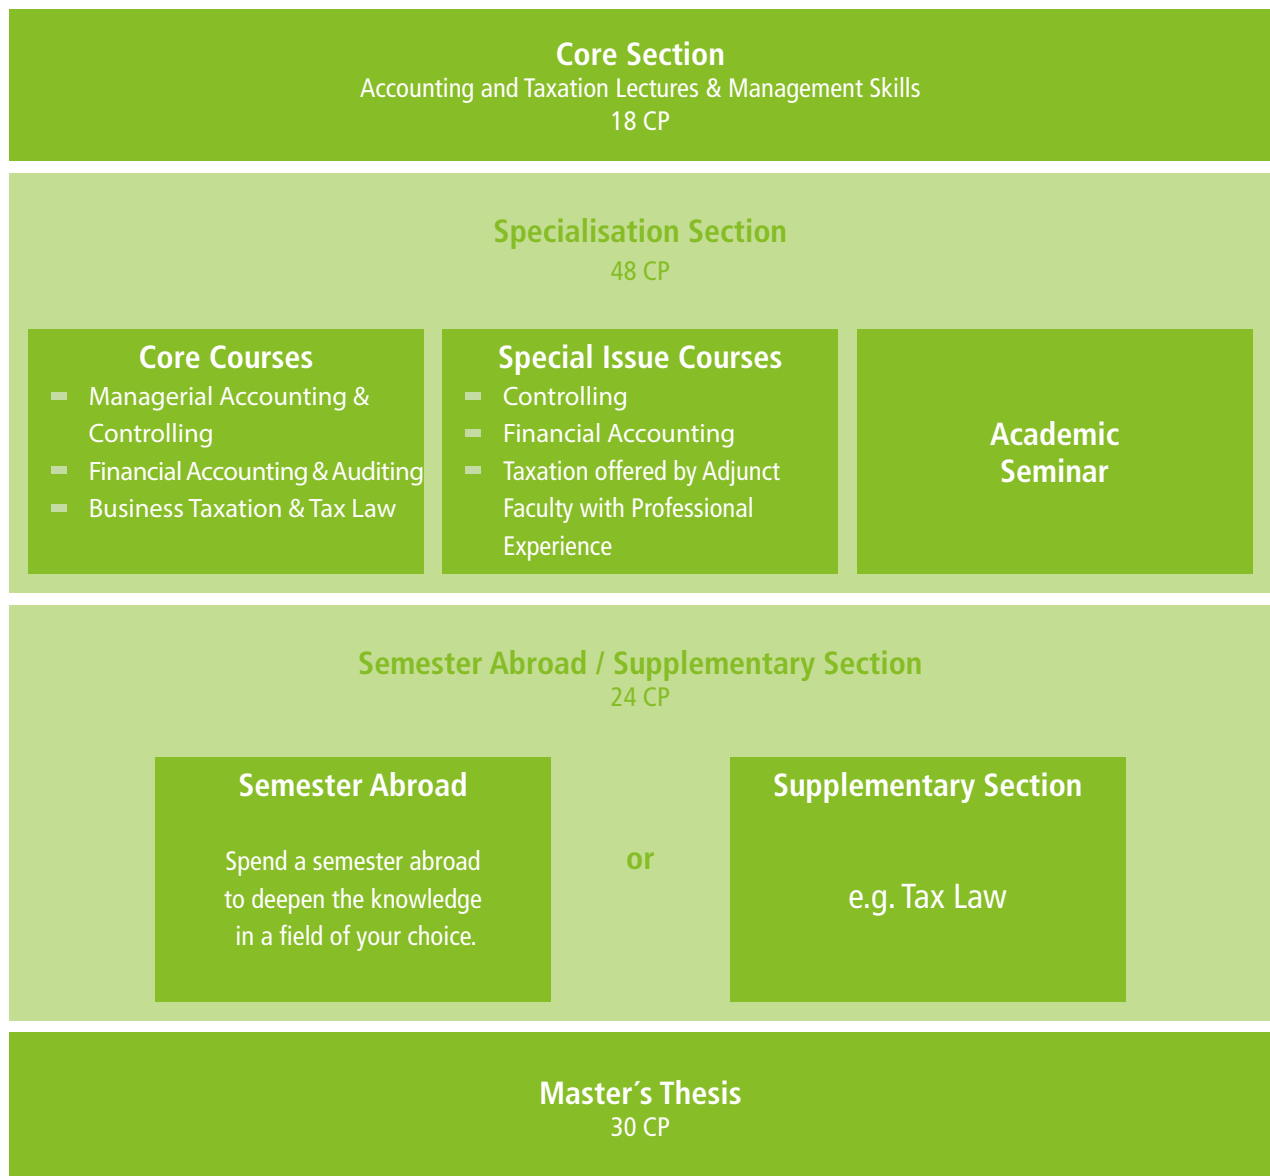 Core Section
Accounting and Taxation Lectures & Management Skills
18 CP
Specialisation Section
48 CP
Core Courses
Managerial Accounting &
Controlling
Financial Accounting & Auditing
Business Taxation & Tax Law
Special Issue Courses
Controlling
Financial Accounting
Taxation offered by Adjunct
Faculty with Professional
Experience
Academic
Seminar
Semester Abroad / Supplementary Section
24 CP
Semester Abroad
Spend a semester abroad
to deepen the knowledge
in a field of your choice.
or
Supplementary Section
e.g. Tax Law
Master´s Thesis
30 CP